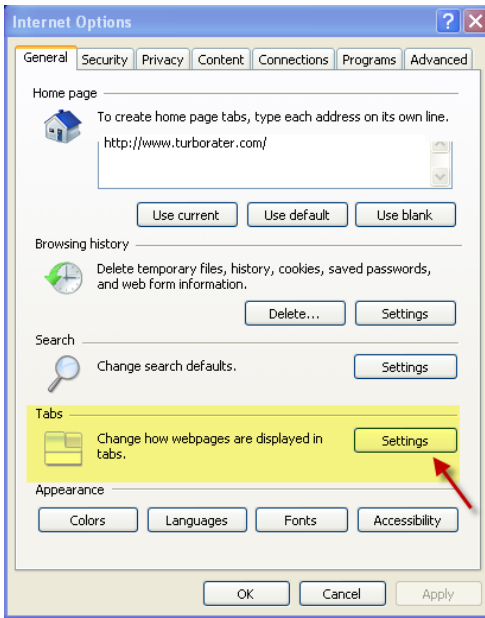 Internet Options
General Security Privacy Content Connections Programs Advanced
Home page
To create home page tabs, type each address on its own line.
http://www.turborater.com/
Use current Use default Use blank
Browsing history
Delete temporary files, history, cookies, saved passwords,
and web form information.
Delete... Settings
Search
Change search defaults. Settings
Tabs
Change how webpages are displayed in
tabs.
Settings
Appearance
Colors Languages Fonts Accessibility
OK Cancel Apply